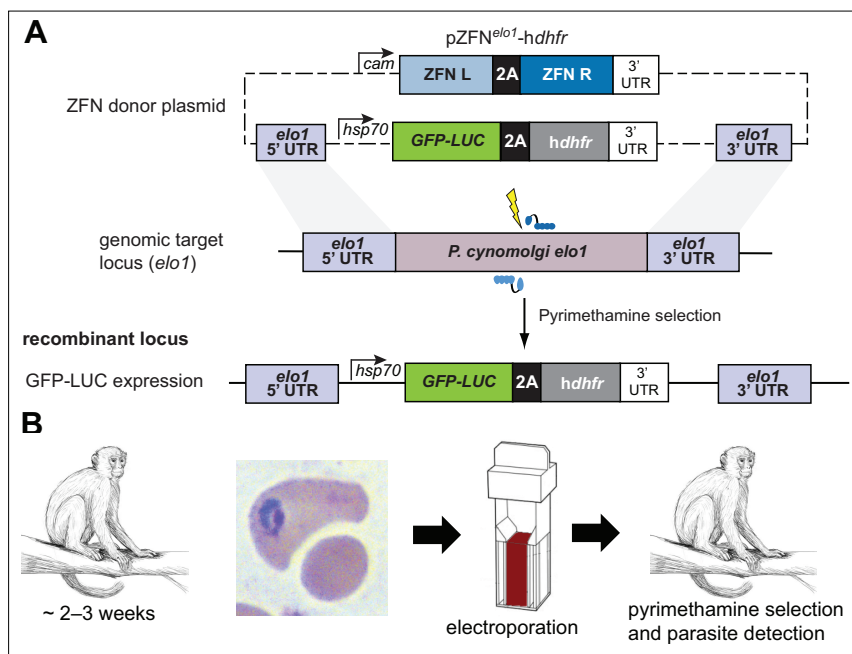 A
pZFNelo1-hdhfr
cam
ZFN L
2A
ZFN R
3’
UTR
ZFN donor plasmid
elo1
5’ UTR
hsp70
GFP-LUC
2A
hdhfr
3’
UTR
elo1
3’ UTR
genomic target
locus (elo1)
elo1
5’ UTR
P. cynomolgi elo1
elo1
3’ UTR
Pyrimethamine selection
recombinant locus
GFP-LUC expression
elo1
5’ UTR
hsp70
GFP-LUC
2A
hdhfr
3’
UTR
elo1
3’ UTR
B
~ 2–3 weeks
electroporation
pyrimethamine selection
and parasite detection